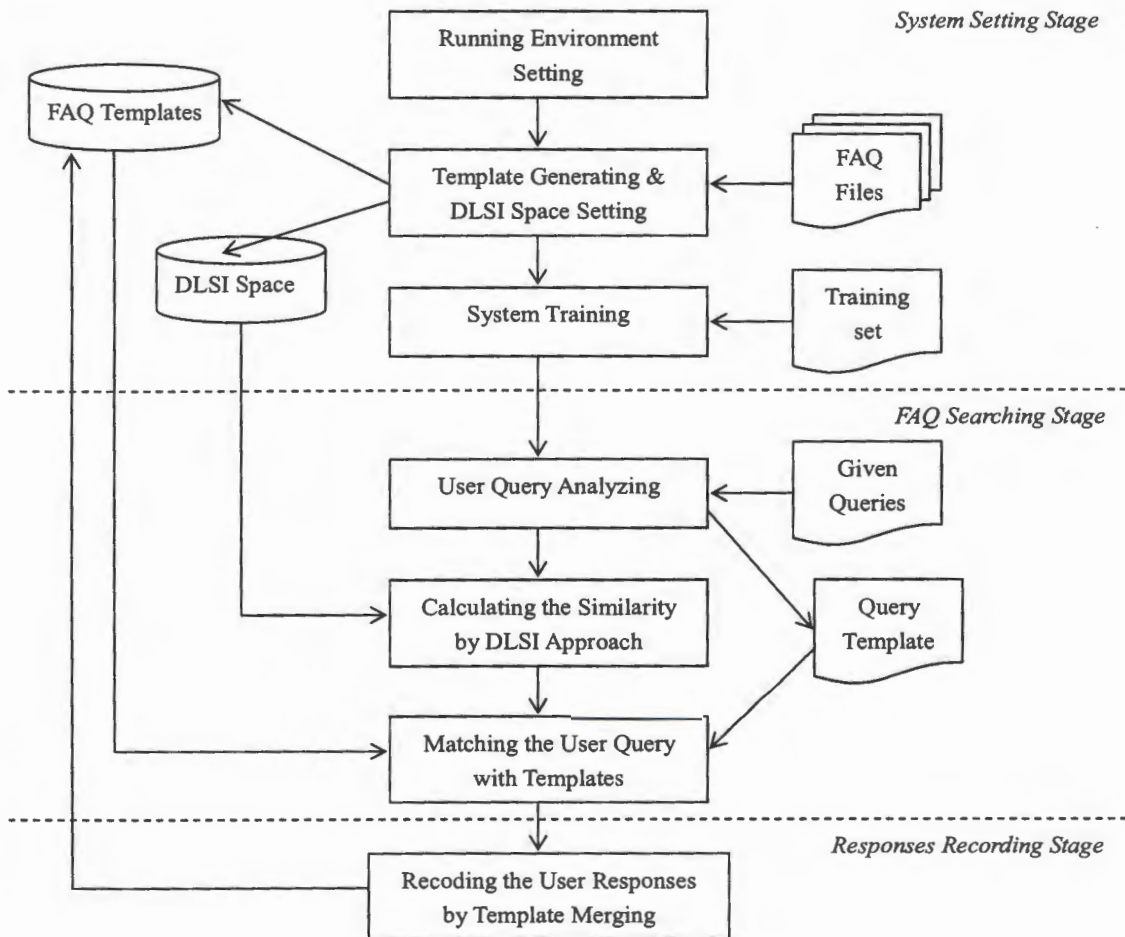 System Setting Stage
Running Environment
Setting
FAQ Templates
Template Generating &
DLSI Space Setting
FAQ
Files
DLSI Space
System Training
Training
set
FAQ Searching Stage
User Query Analyzing
Given
Queries
Calculating the Similarity
by DLSI Approach
Query
Template
Matching the User Query
with Templates
Responses Recording Stage
Recoding the User Responses
by Template Merging